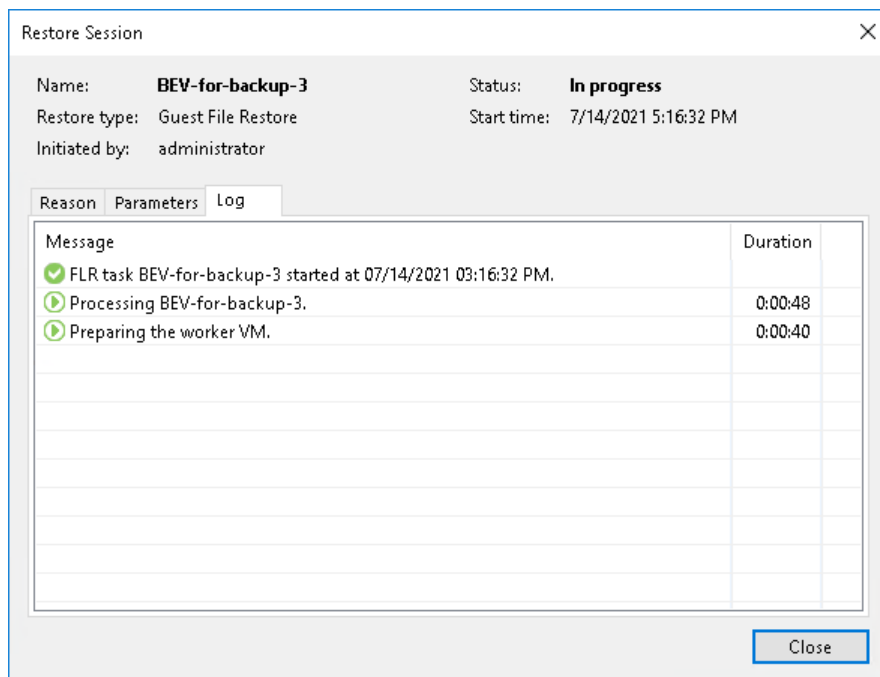 Restore Session
Name: BEV-for-backup-3 Status: In progress
Restore type: Guest File Restore Start time: 7/14/2021 5:16:32 PM
Initiated by: administrator
Reason Parameters Log
Message Duration
FLR task BEV-for-backup-3 started at 07/14/2021 03:16:32 PM.
Processing BEV-for-backup-3. 0:00:48
Preparing the worker VM. 0:00:40
Close